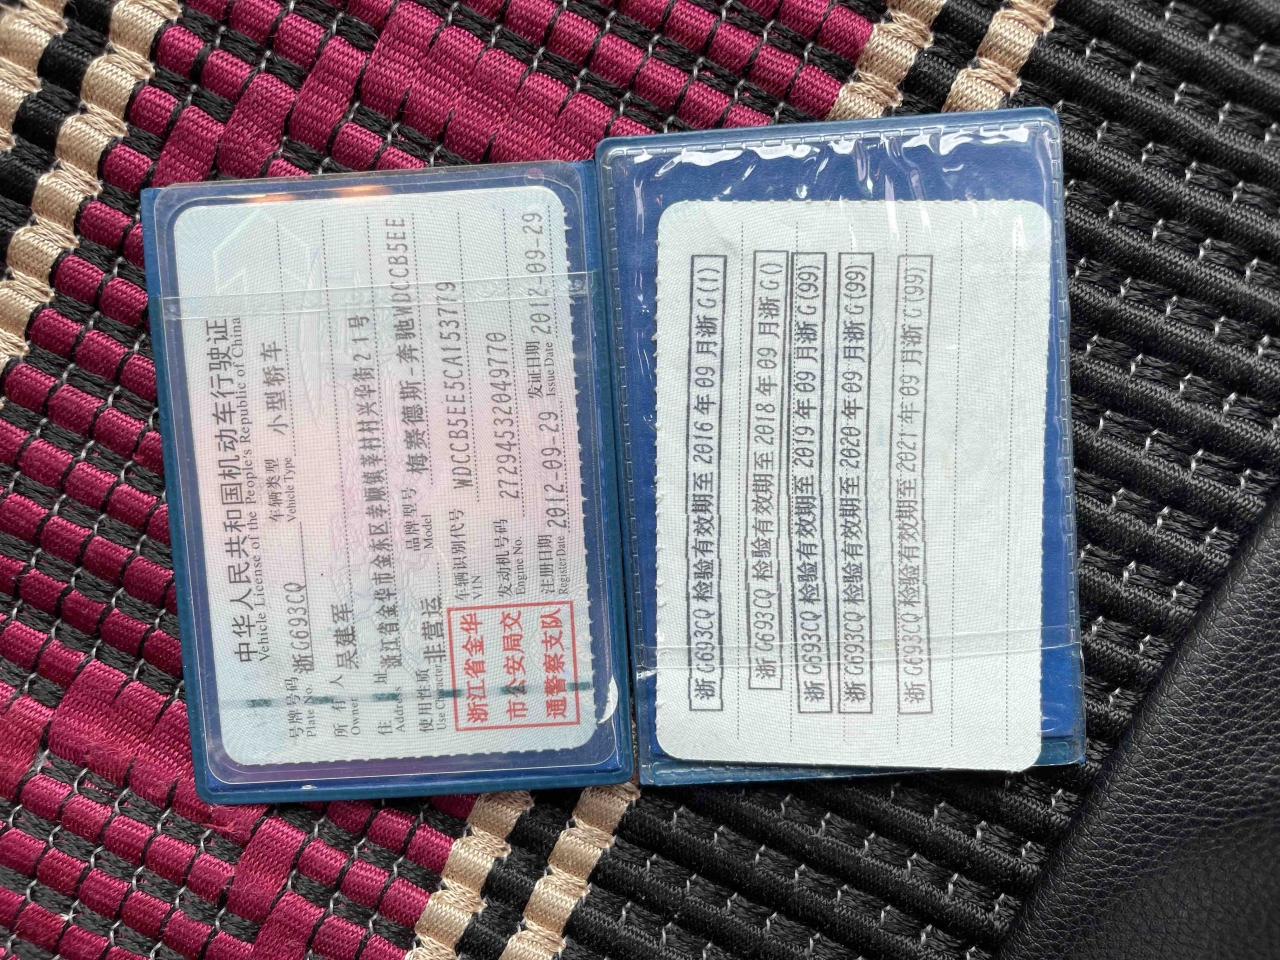 中华人民共和国机动车行驶证
Vehicle License of the People's Republic of China
号牌号码 浙G693CQ 车辆类型 小型轿车
Plate No. Vehicle Type
所有人 吴建军
Owner
住址 浙江省金华市金东区孝顺镇莘村村兴华街21号
Address
使用性质 非营运 品牌型号 梅赛德斯-奔驰WDCCB5EE
Use Character Model
浙江省金华
市公安局交
通警察支队
车辆识别代号 WDCCB5EE5CA153779
VIN
发动机号码 27294532049770
Engine No.
注册日期 2012-09-29 发证日期 2012-09-29
Register Date Issue Date
浙G693CQ 检验有效期至 2016年09月浙G()
浙G693CQ 检验有效期至 2018年09月浙G()
浙G693CQ 检验有效期至 2019年09月浙G(99)
浙G693CQ 检验有效期至 2020年09月浙G(99)
浙G693CQ 检验有效期至 2021年09月浙G(99)